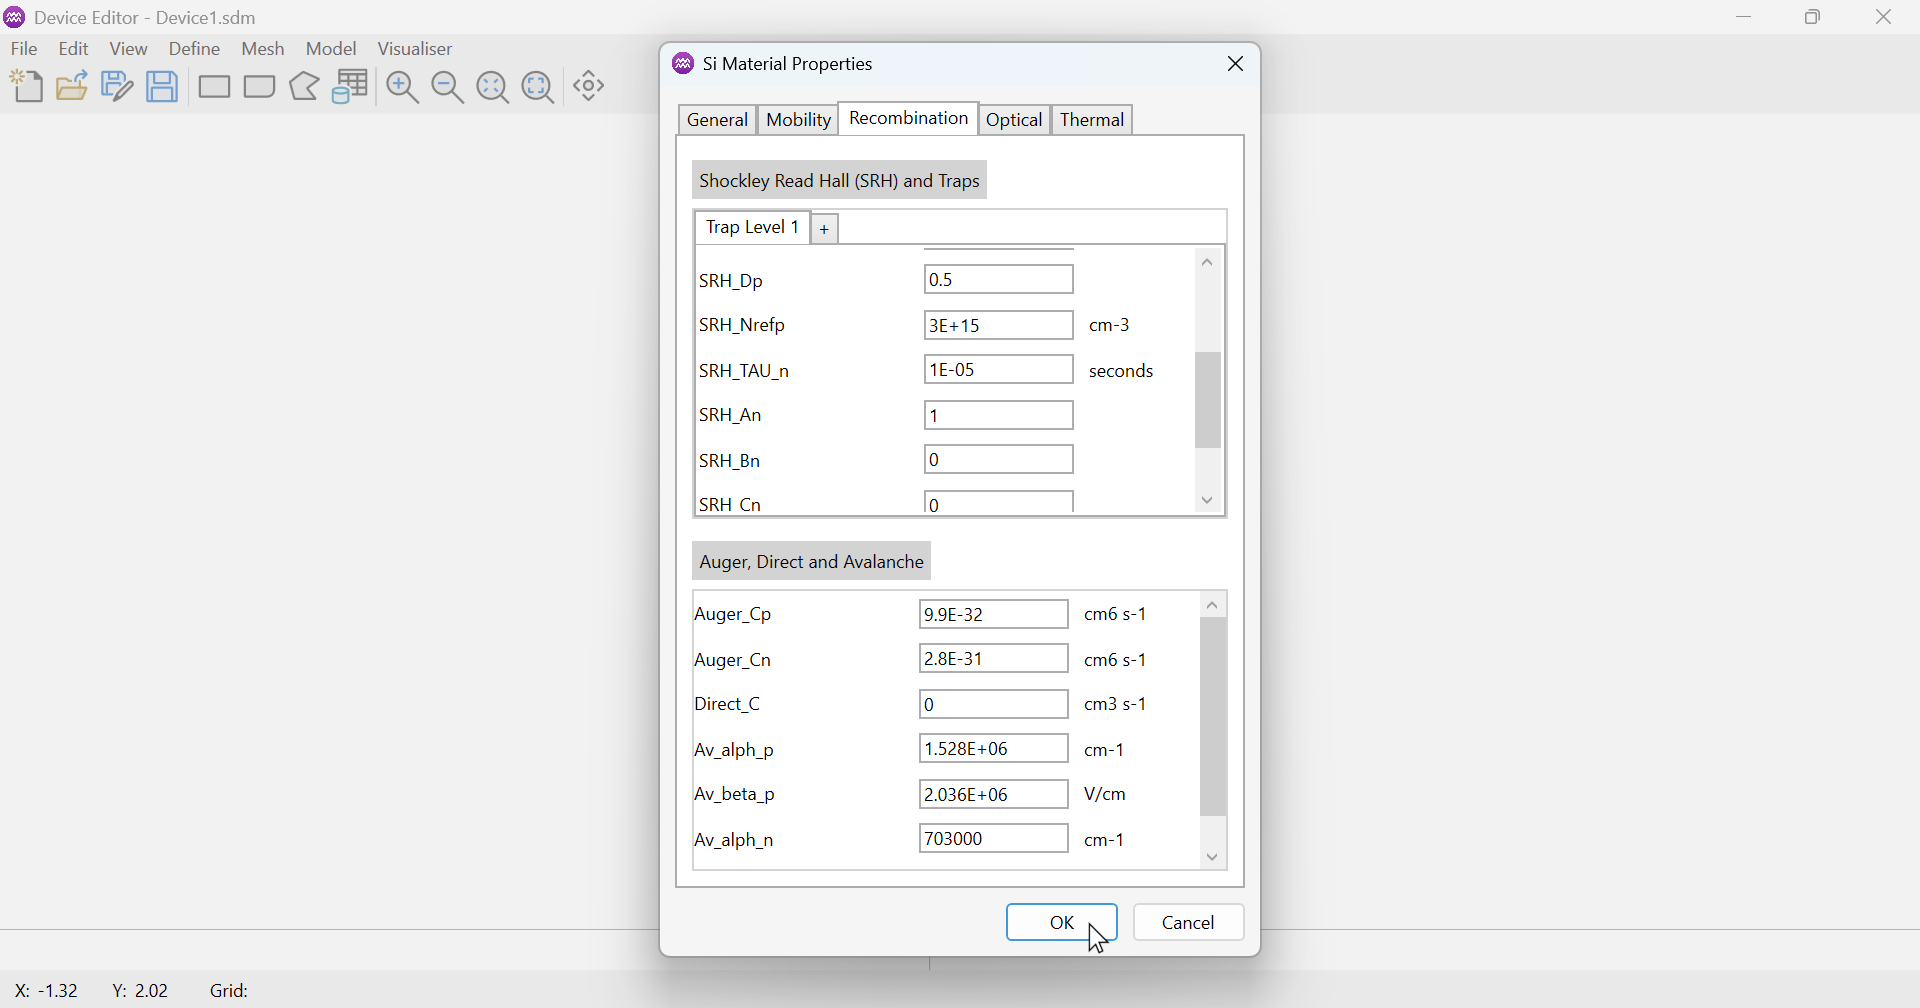 Device Editor - Device1.sdm
File Edit View Define Mesh Model Visualiser
Si Material Properties
General Mobility Recombination Optical Thermal
Shockley Read Hall (SRH) and Traps
Trap Level 1 +
SRH_Dp 0.5
SRH_Nrefp 3E+15 cm-3
SRH_TAU_n 1E-05 seconds
SRH_An 1
SRH_Bn 0
SRH_Cn 0
Auger, Direct and Avalanche
Auger_Cp 9.9E-32 cm6 s-1
Auger_Cn 2.8E-31 cm6 s-1
Direct_C 0 cm3 s-1
Av_alph_p 1.528E+06 cm-1
Av_beta_p 2.036E+06 V/cm
Av_alph_n 703000 cm-1
OK Cancel
X: -1.32 Y: 2.02 Grid: